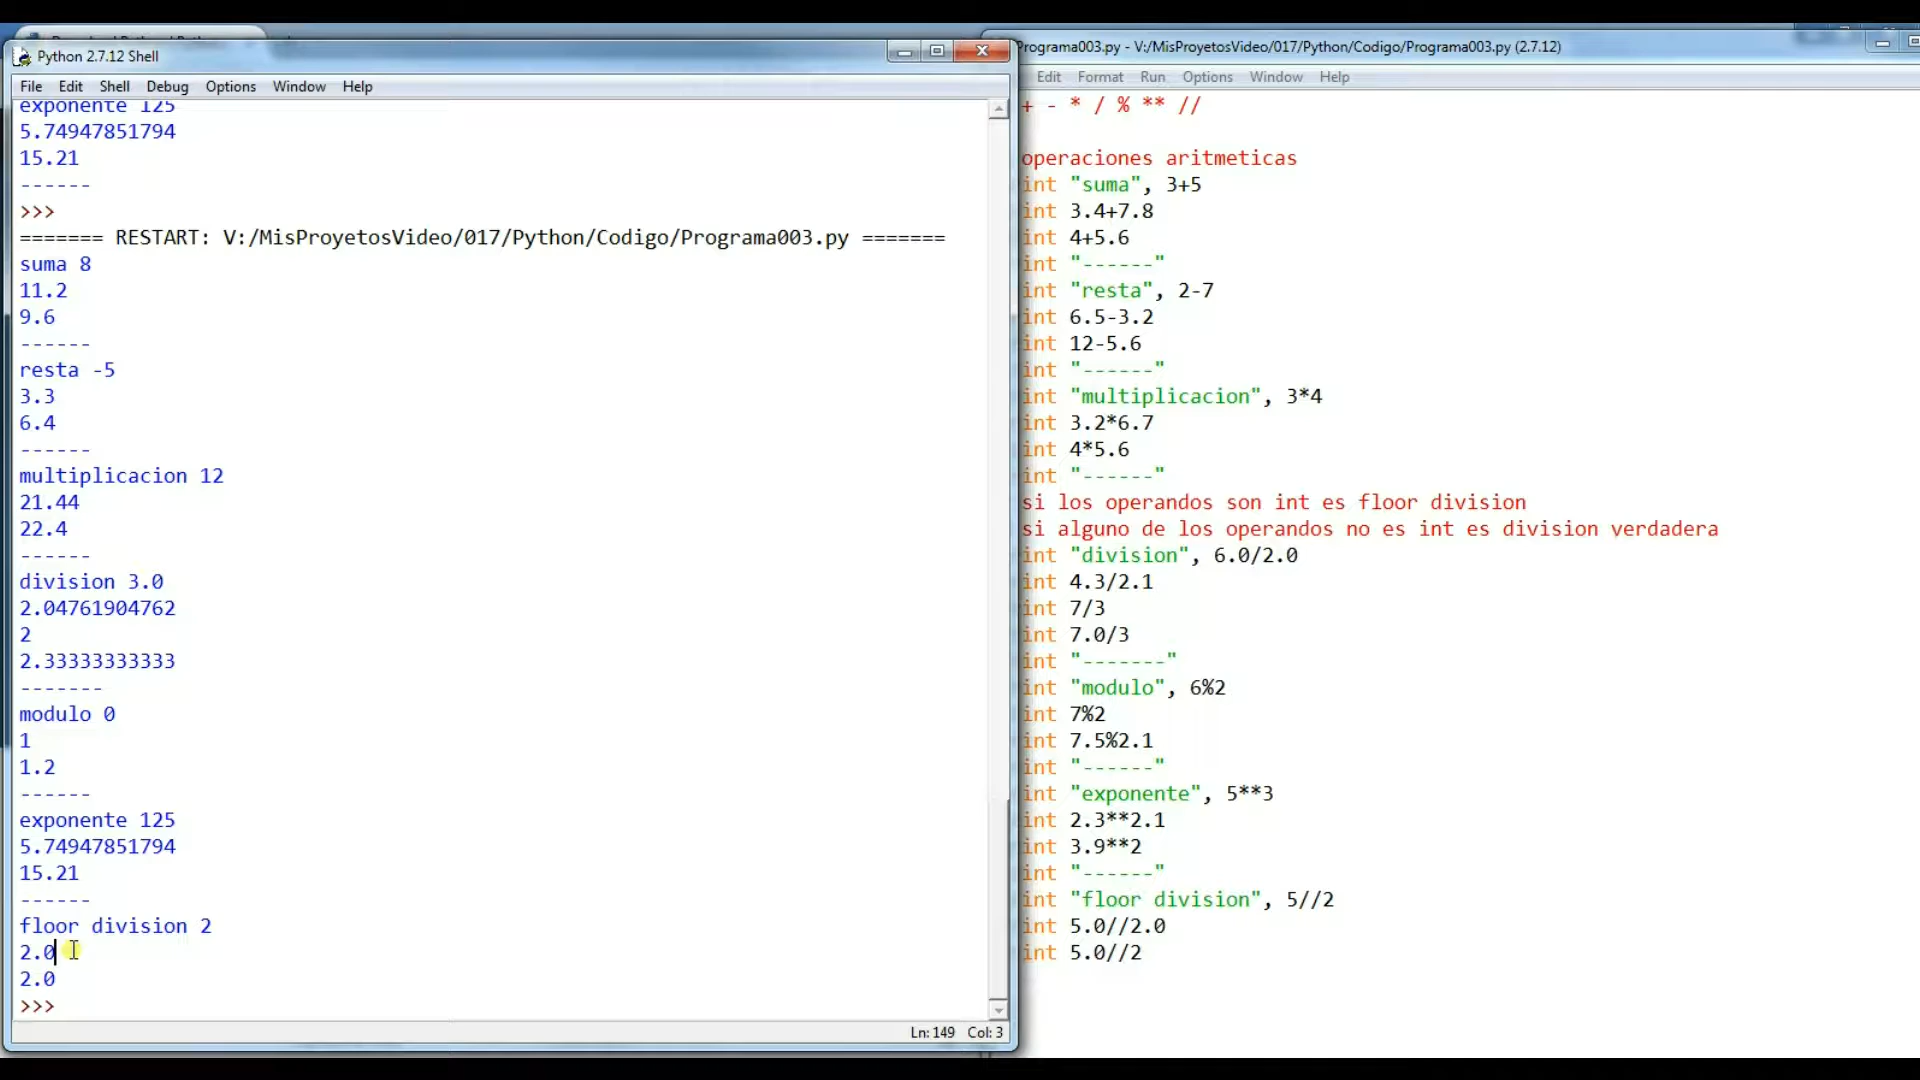 Python 2.7.12 Shell
File Edit Shell Debug Options Window Help
exponente 125
5.74947851794
15.21
------
>>>
======= RESTART: V:/MisProyetosVideo/017/Python/Codigo/Programa003.py =======
suma 8
11.2
9.6
------
resta -5
3.3
6.4
------
multiplicacion 12
21.44
22.4
------
division 3.0
2.04761904762
2
2.33333333333
-------
modulo 0
1
1.2
------
exponente 125
5.74947851794
15.21
------
floor division 2
2.0
2.0
>>>
Ln: 149 Col: 3
Programa003.py - V:/MisProyetosVideo/017/Python/Codigo/Programa003.py (2.7.12)
Edit Format Run Options Window Help
+ - * / % ** //
operaciones aritmeticas
int "suma", 3+5
int 3.4+7.8
int 4+5.6
int "------"
int "resta", 2-7
int 6.5-3.2
int 12-5.6
int "------"
int "multiplicacion", 3*4
int 3.2*6.7
int 4*5.6
int "------"
si los operandos son int es floor division
si alguno de los operandos no es int es division verdadera
int "division", 6.0/2.0
int 4.3/2.1
int 7/3
int 7.0/3
int "-------"
int "modulo", 6%2
int 7%2
int 7.5%2.1
int "------"
int "exponente", 5**3
int 2.3**2.1
int 3.9**2
int "------"
int "floor division", 5//2
int 5.0//2.0
int 5.0//2